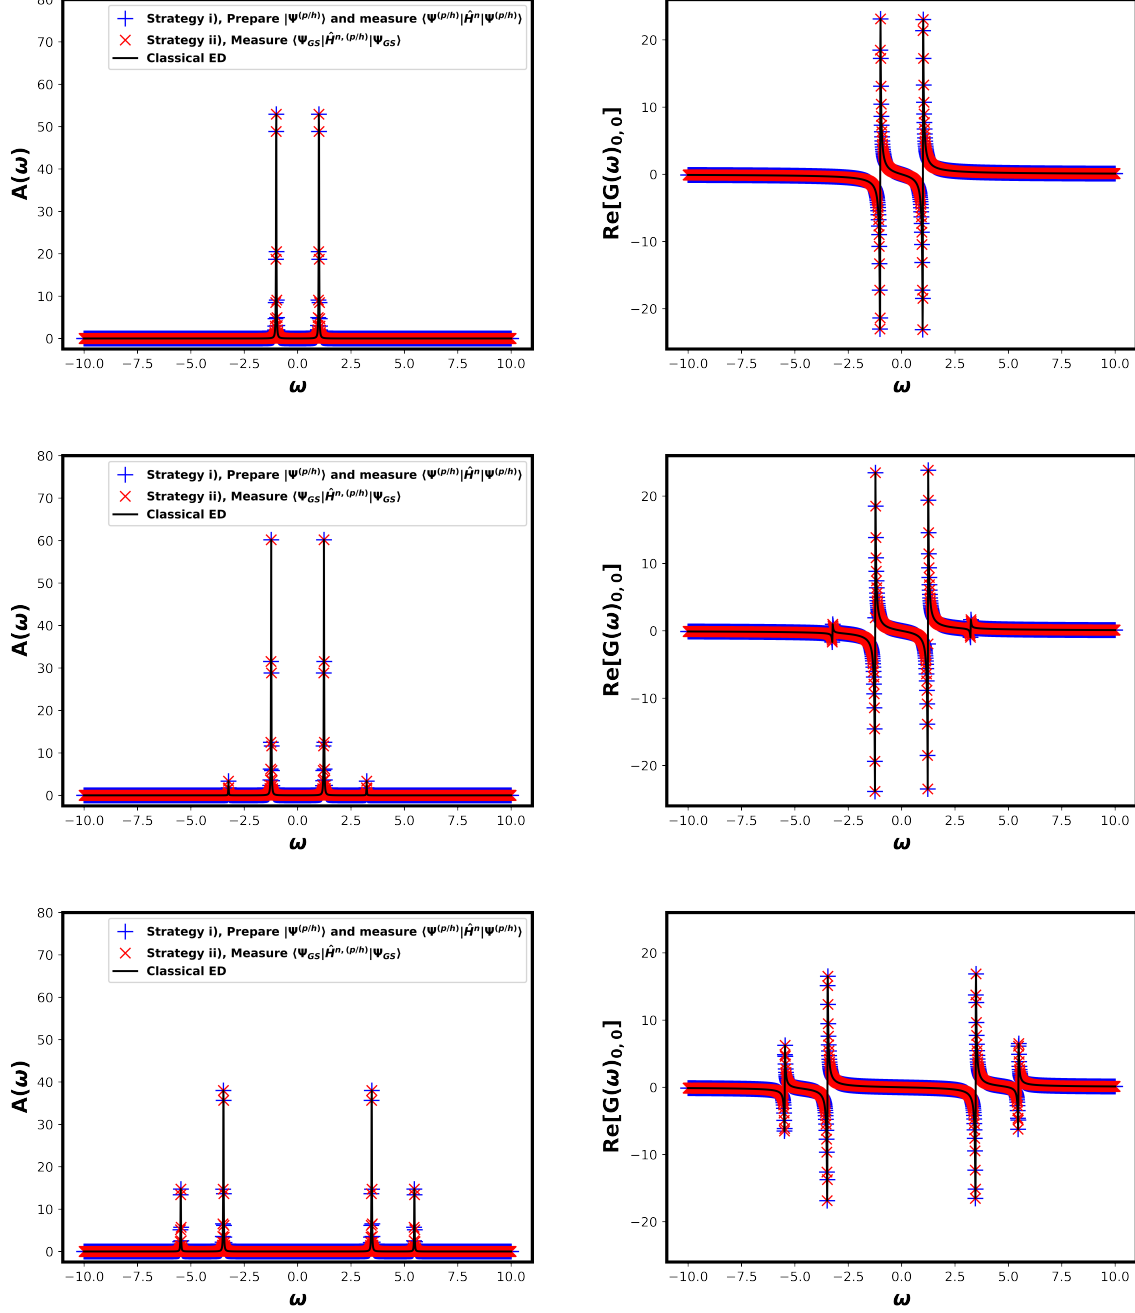 80
70
60
50
40
30
20
10
0
A(ω)
Strategy i), Prepare |Ψ^(p/h)⟩ and measure ⟨Ψ^(p/h)|Ĥ^n|Ψ^(p/h)⟩
Strategy ii), Measure ⟨Ψ_GS|Ĥ^n,(p/h)|Ψ_GS⟩
Classical ED
−10.0 −7.5 −5.0 −2.5 0.0 2.5 5.0 7.5 10.0
ω
20
10
0
−10
−20
Re[G(ω)0,0]
−10.0 −7.5 −5.0 −2.5 0.0 2.5 5.0 7.5 10.0
ω
80
70
60
50
40
30
20
10
0
A(ω)
Strategy i), Prepare |Ψ^(p/h)⟩ and measure ⟨Ψ^(p/h)|Ĥ^n|Ψ^(p/h)⟩
Strategy ii), Measure ⟨Ψ_GS|Ĥ^n,(p/h)|Ψ_GS⟩
Classical ED
−10.0 −7.5 −5.0 −2.5 0.0 2.5 5.0 7.5 10.0
ω
20
10
0
−10
−20
Re[G(ω)0,0]
−10.0 −7.5 −5.0 −2.5 0.0 2.5 5.0 7.5 10.0
ω
80
70
60
50
40
30
20
10
0
A(ω)
Strategy i), Prepare |Ψ^(p/h)⟩ and measure ⟨Ψ^(p/h)|Ĥ^n|Ψ^(p/h)⟩
Strategy ii), Measure ⟨Ψ_GS|Ĥ^n,(p/h)|Ψ_GS⟩
Classical ED
−10.0 −7.5 −5.0 −2.5 0.0 2.5 5.0 7.5 10.0
ω
20
10
0
−10
−20
Re[G(ω)0,0]
−10.0 −7.5 −5.0 −2.5 0.0 2.5 5.0 7.5 10.0
ω